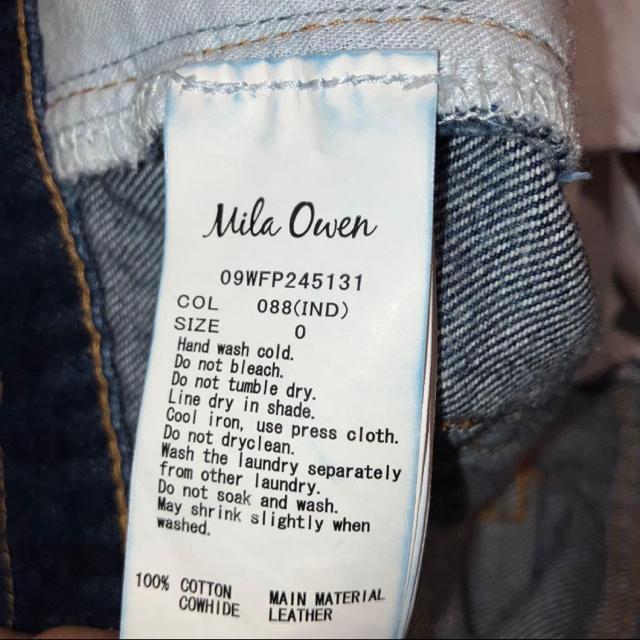 Mila Owen
09WFP245131
COL 088(IND)
SIZE 0
Hand wash cold.
Do not bleach.
Do not tumble dry.
Line dry in shade.
Cool iron, use press cloth.
Do not dryclean.
Wash the laundry separately
from other laundry.
Do not soak and wash.
May shrink slightly when
washed.
100% COTTON MAIN MATERIAL
COWHIDE LEATHER